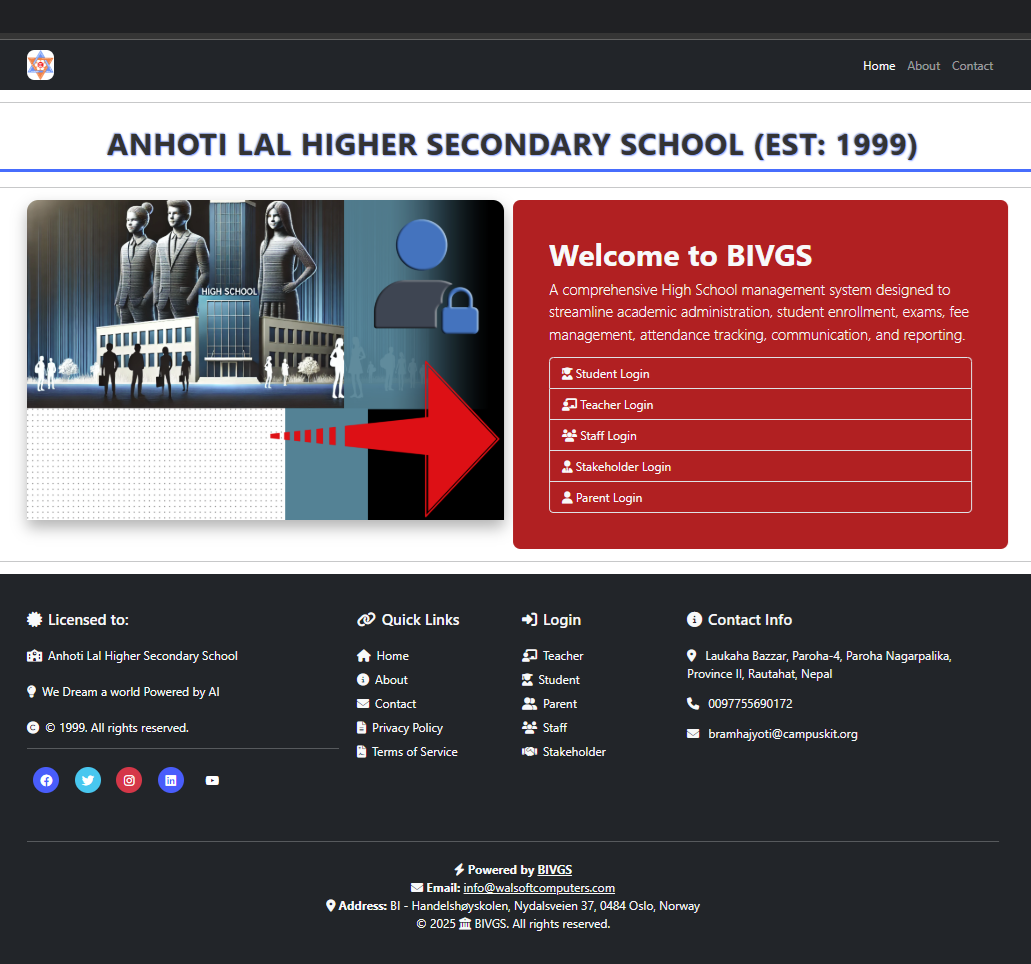 Home About Contact
ANHOTI LAL HIGHER SECONDARY SCHOOL (EST: 1999)
HIGH SCHOOL
Welcome to BIVGS
A comprehensive High School management system designed to
streamline academic administration, student enrollment, exams, fee
management, attendance tracking, communication, and reporting.
Student Login
Teacher Login
Staff Login
Stakeholder Login
Parent Login
Licensed to:
Anhoti Lal Higher Secondary School
We Dream a world Powered by AI
© 1999. All rights reserved.
Quick Links
Home
About
Contact
Privacy Policy
Terms of Service
Login
Teacher
Student
Parent
Staff
Stakeholder
Contact Info
Laukaha Bazzar, Paroha-4, Paroha Nagarpalika,
Province II, Rautahat, Nepal
0097755690172
bramhajyoti@campuskit.org
Powered by BIVGS
Email: info@walsoftcomputers.com
Address: BI - Handelshøyskolen, Nydalsveien 37, 0484 Oslo, Norway
© 2025 BIVGS. All rights reserved.